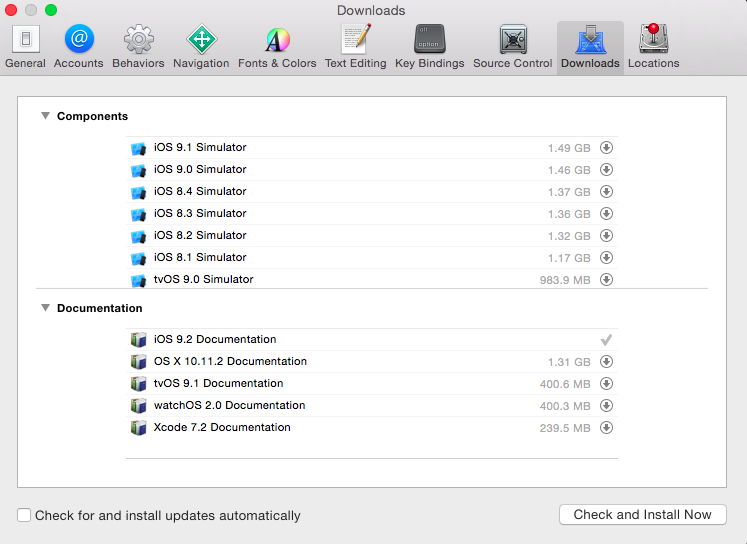 Downloads
General Accounts Behaviors Navigation Fonts & Colors Text Editing Key Bindings Source Control Downloads Locations
Components
iOS 9.1 Simulator 1.49 GB
iOS 9.0 Simulator 1.46 GB
iOS 8.4 Simulator 1.37 GB
iOS 8.3 Simulator 1.36 GB
iOS 8.2 Simulator 1.32 GB
iOS 8.1 Simulator 1.17 GB
tvOS 9.0 Simulator 983.9 MB
Documentation
iOS 9.2 Documentation
OS X 10.11.2 Documentation 1.31 GB
tvOS 9.1 Documentation 400.6 MB
watchOS 2.0 Documentation 400.3 MB
Xcode 7.2 Documentation 239.5 MB
Check for and install updates automatically Check and Install Now